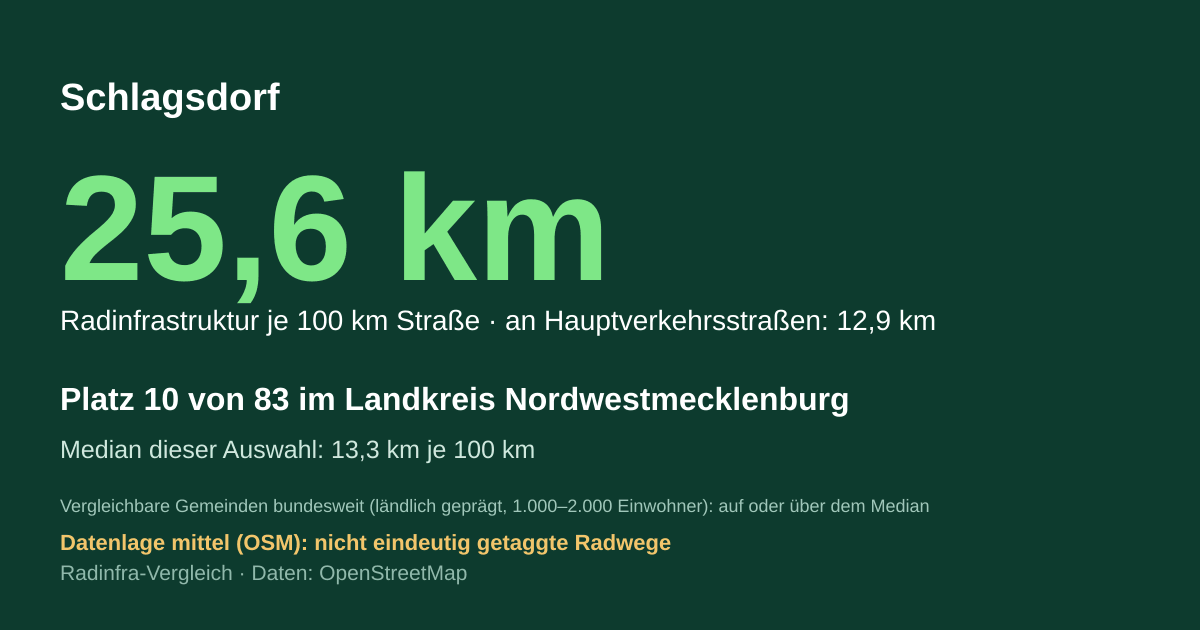 Schlagsdorf
25,6 km
Radinfrastruktur je 100 km Straße · an Hauptverkehrsstraßen: 12,9 km
Platz 10 von 83 im Landkreis Nordwestmecklenburg
Median dieser Auswahl: 13,3 km je 100 km
Vergleichbare Gemeinden bundesweit (ländlich geprägt, 1.000–2.000 Einwohner): auf oder über dem Median
Datenlage mittel (OSM): nicht eindeutig getaggte Radwege
Radinfra-Vergleich · Daten: OpenStreetMap